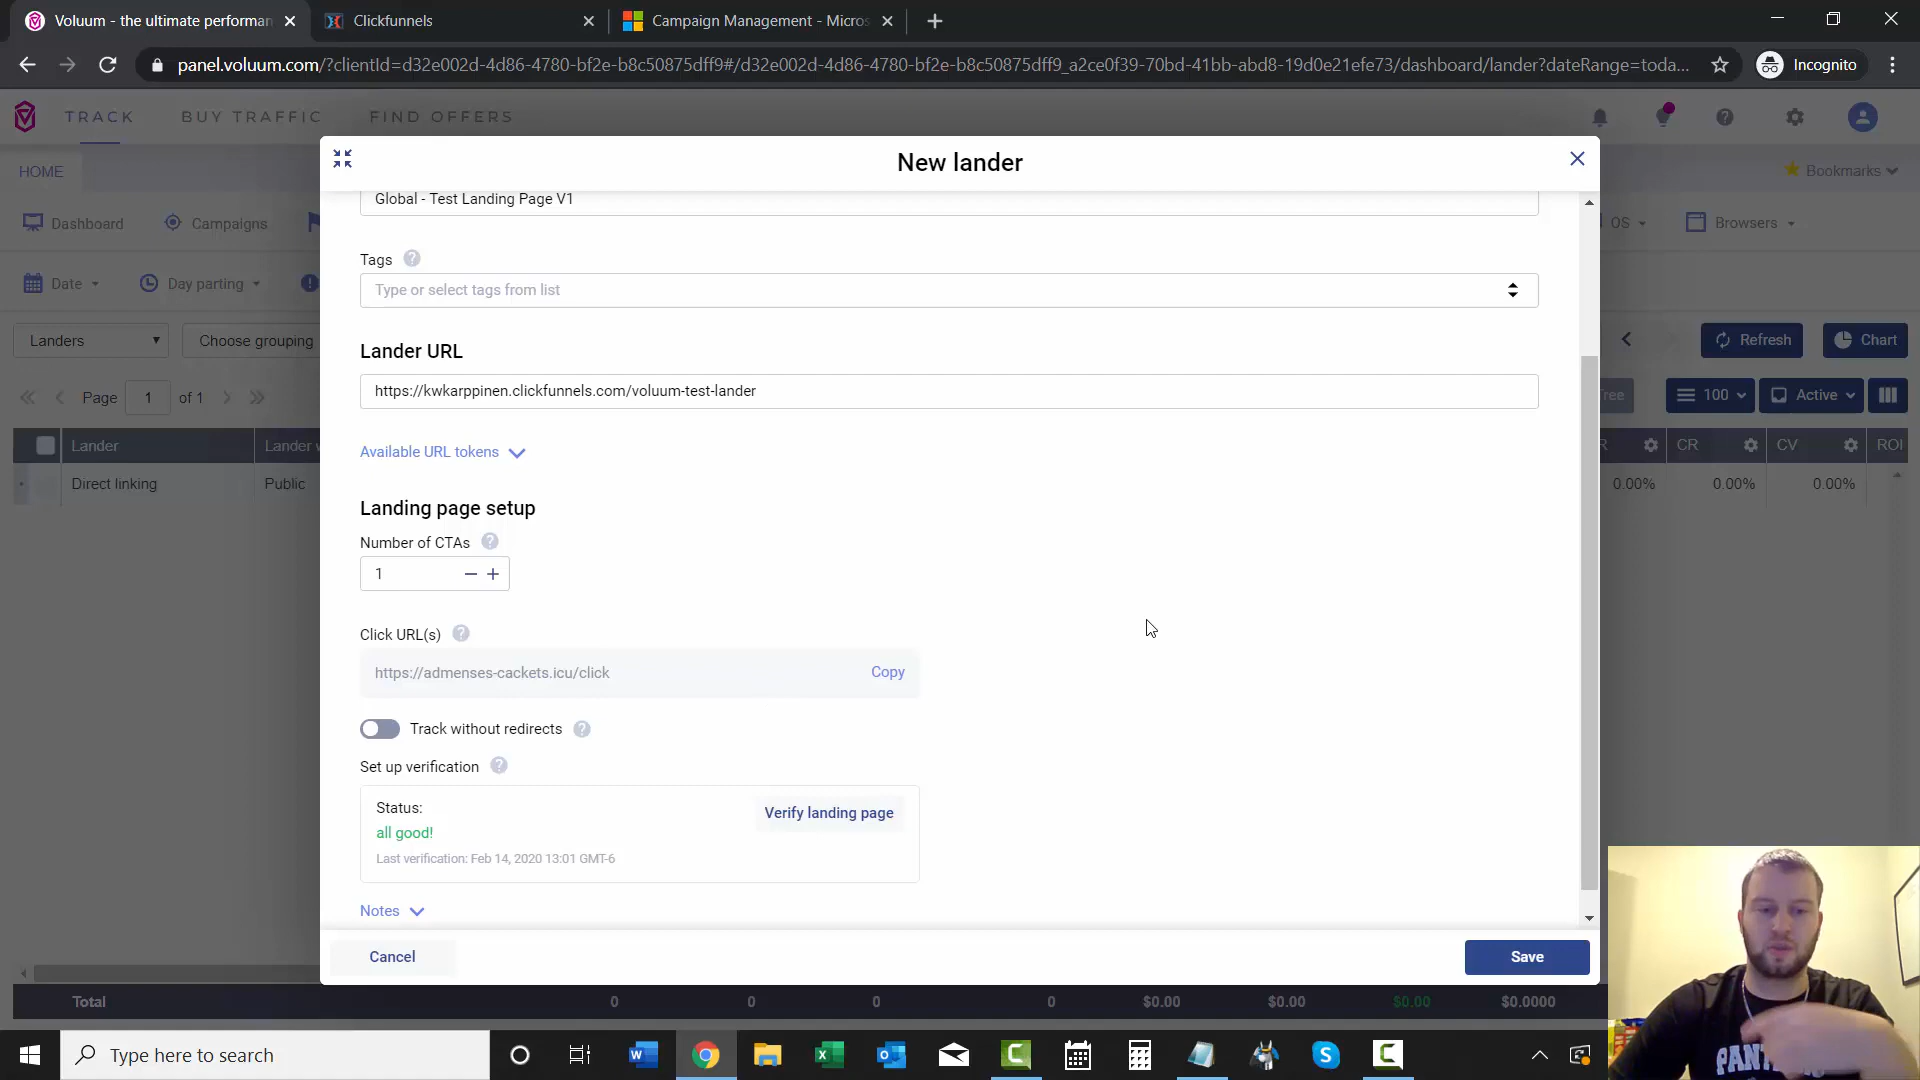 Voluum - the ultimate performan
Clickfunnels
Campaign Management - Micros
panel.voluum.com/?clientId=d32e002d-4d86-4780-bf2e-b8c50875dff9#/d32e002d-4d86-4780-bf2e-b8c50875dff9_a2ce0f39-70bd-41bb-abd8-19d0e21efe73/dashboard/lander?dateRange=toda...
Incognito
TRACK
BUY TRAFFIC
FIND OFFERS
HOME
Bookmarks
New lander
Dashboard
Campaigns
OS
Browsers
Date
Day parting
Global - Test Landing Page V1
Tags
Type or select tags from list
Landers
Choose grouping
Refresh
Chart
Lander URL
https://kwkarppinen.clickfunnels.com/voluum-test-lander
Page 1 of 1
Tree
100
Active
Lander
Lander
R
CR
CV
ROI
Available URL tokens
Direct linking
Public
0.00%
0.00%
0.00%
Landing page setup
Number of CTAs
1
Click URL(s)
https://admenses-cackets.icu/click
Copy
Track without redirects
Set up verification
Status:
all good!
Last verification: Feb 14, 2020 13:01 GMT-6
Verify landing page
Notes
Cancel
Save
Total
0
0
0
0
$0.00
$0.00
$0.00
$0.0000
Type here to search